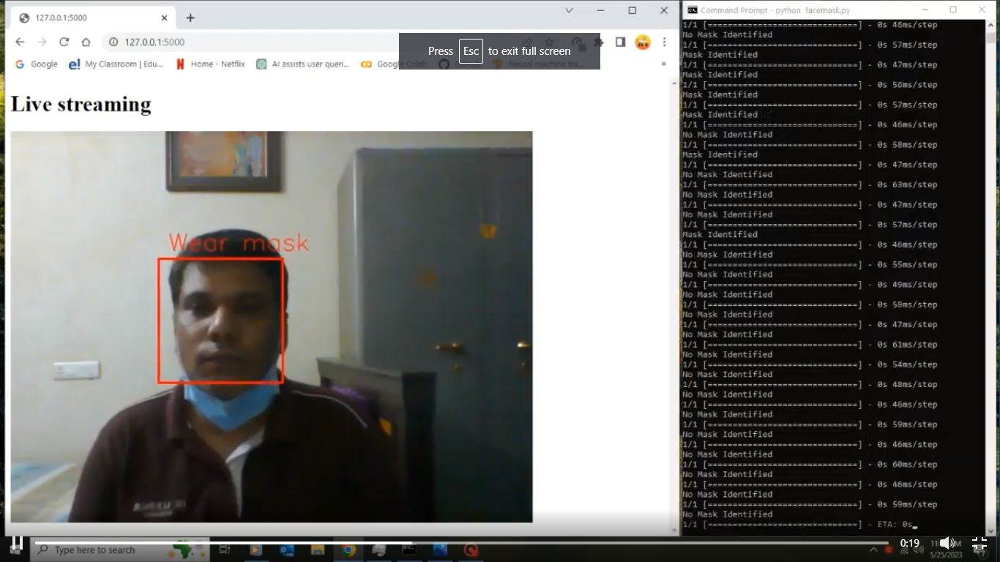 127.0.0.1:5000
127.0.0.1:5000
Google
My Classroom | Edu...
Home - Netflix
AI assists user queri...
Google Colab
Neural machine tra...
»
Press Esc to exit full screen
Live streaming
Wear mask
Command Prompt - python facemask.py
1/1 [==============================] - 0s 46ms/step
No Mask Identified
1/1 [==============================] - 0s 57ms/step
Mask Identified
1/1 [==============================] - 0s 47ms/step
Mask Identified
1/1 [==============================] - 0s 56ms/step
Mask Identified
1/1 [==============================] - 0s 57ms/step
Mask Identified
1/1 [==============================] - 0s 46ms/step
No Mask Identified
1/1 [==============================] - 0s 58ms/step
Mask Identified
1/1 [==============================] - 0s 47ms/step
No Mask Identified
1/1 [==============================] - 0s 63ms/step
No Mask Identified
1/1 [==============================] - 0s 47ms/step
No Mask Identified
1/1 [==============================] - 0s 57ms/step
Mask Identified
1/1 [==============================] - 0s 46ms/step
No Mask Identified
1/1 [==============================] - 0s 55ms/step
No Mask Identified
1/1 [==============================] - 0s 49ms/step
No Mask Identified
1/1 [==============================] - 0s 58ms/step
No Mask Identified
1/1 [==============================] - 0s 47ms/step
No Mask Identified
1/1 [==============================] - 0s 61ms/step
No Mask Identified
1/1 [==============================] - 0s 54ms/step
No Mask Identified
1/1 [==============================] - 0s 48ms/step
No Mask Identified
1/1 [==============================] - 0s 46ms/step
No Mask Identified
1/1 [==============================] - 0s 59ms/step
No Mask Identified
1/1 [==============================] - 0s 46ms/step
No Mask Identified
1/1 [==============================] - 0s 60ms/step
No Mask Identified
1/1 [==============================] - 0s 46ms/step
No Mask Identified
1/1 [==============================] - 0s 59ms/step
No Mask Identified
1/1 [==============================] - ETA: 0s
Type here to search
0:19
5/25/2023